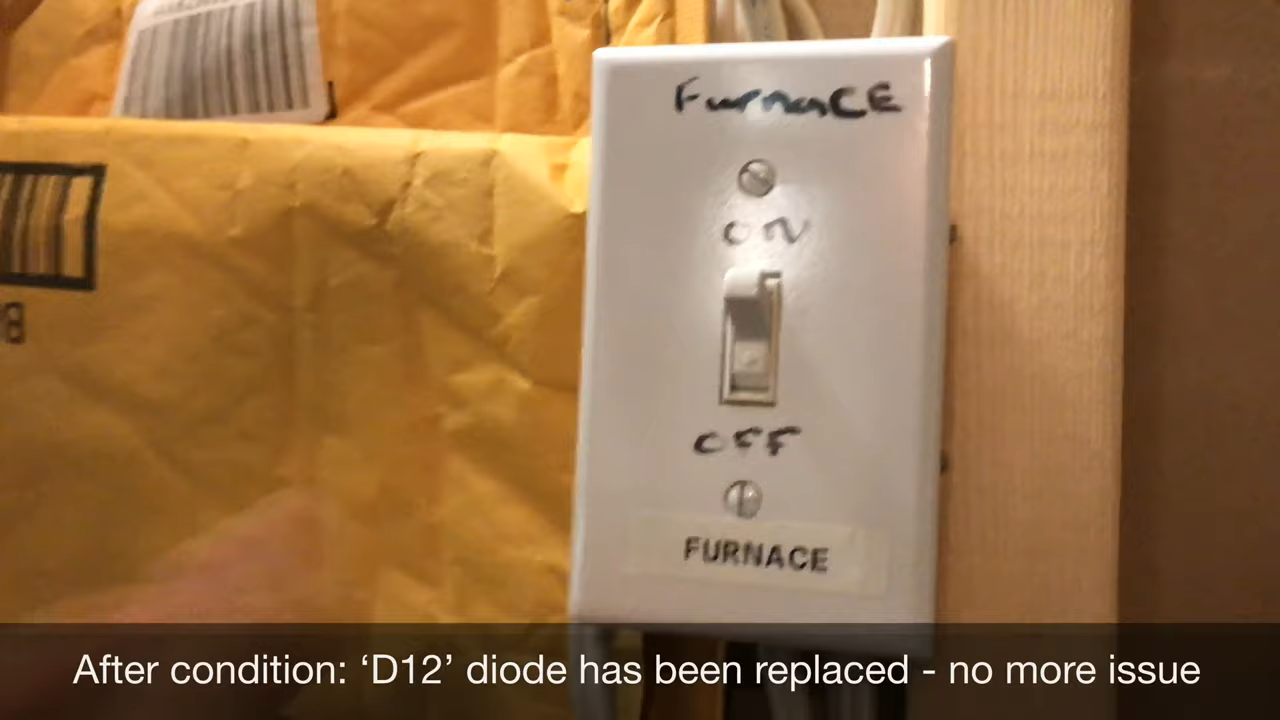 FurnaCE
ON
OFF
FURNACE
After condition: ‘D12’ diode has been replaced - no more issue